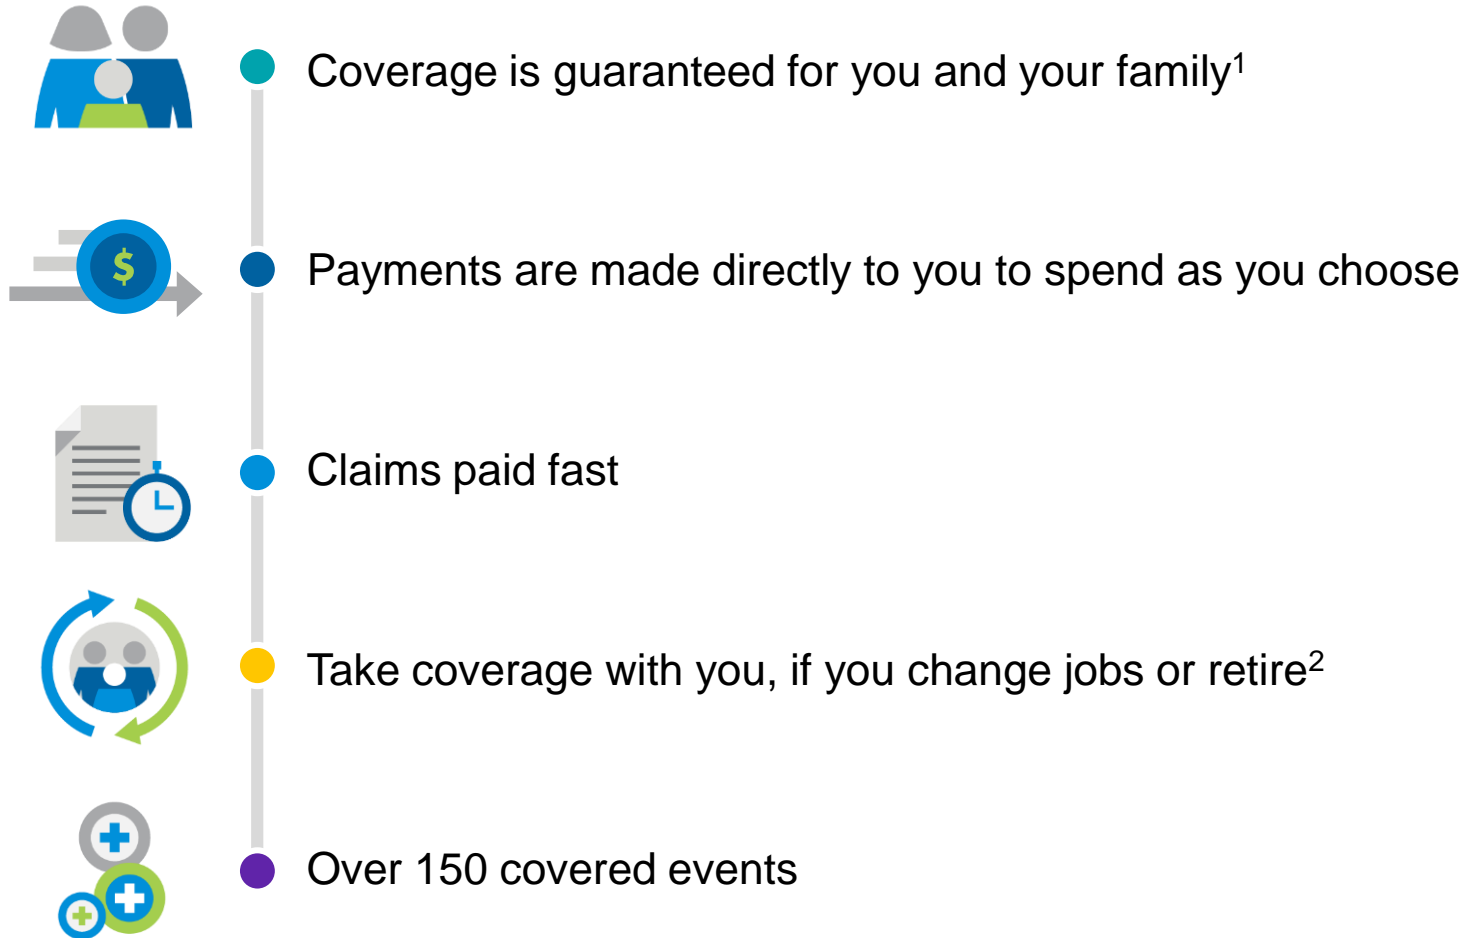 Coverage is guaranteed for you and your family¹
$
Payments are made directly to you to spend as you choose
Claims paid fast
Take coverage with you, if you change jobs or retire²
Over 150 covered events